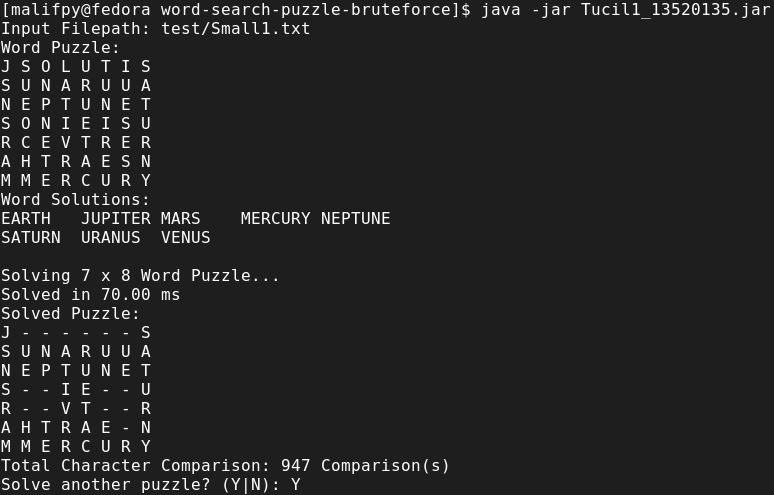 [malifpy@fedora word-search-puzzle-bruteforce]$ java -jar Tucil1_13520135.jar
Input Filepath: test/Small1.txt
Word Puzzle:
J S O L U T I S
S U N A R U U A
N E P T U N E T
S O N I E I S U
R C E V T R E R
A H T R A E S N
M M E R C U R Y
Word Solutions:
EARTH   JUPITER MARS    MERCURY NEPTUNE
SATURN  URANUS  VENUS

Solving 7 x 8 Word Puzzle...
Solved in 70.00 ms
Solved Puzzle:
J - - - - - - S
S U N A R U U A
N E P T U N E T
S - - I E - - U
R - - V T - - R
A H T R A E - N
M M E R C U R Y
Total Character Comparison: 947 Comparison(s)
Solve another puzzle? (Y|N): Y